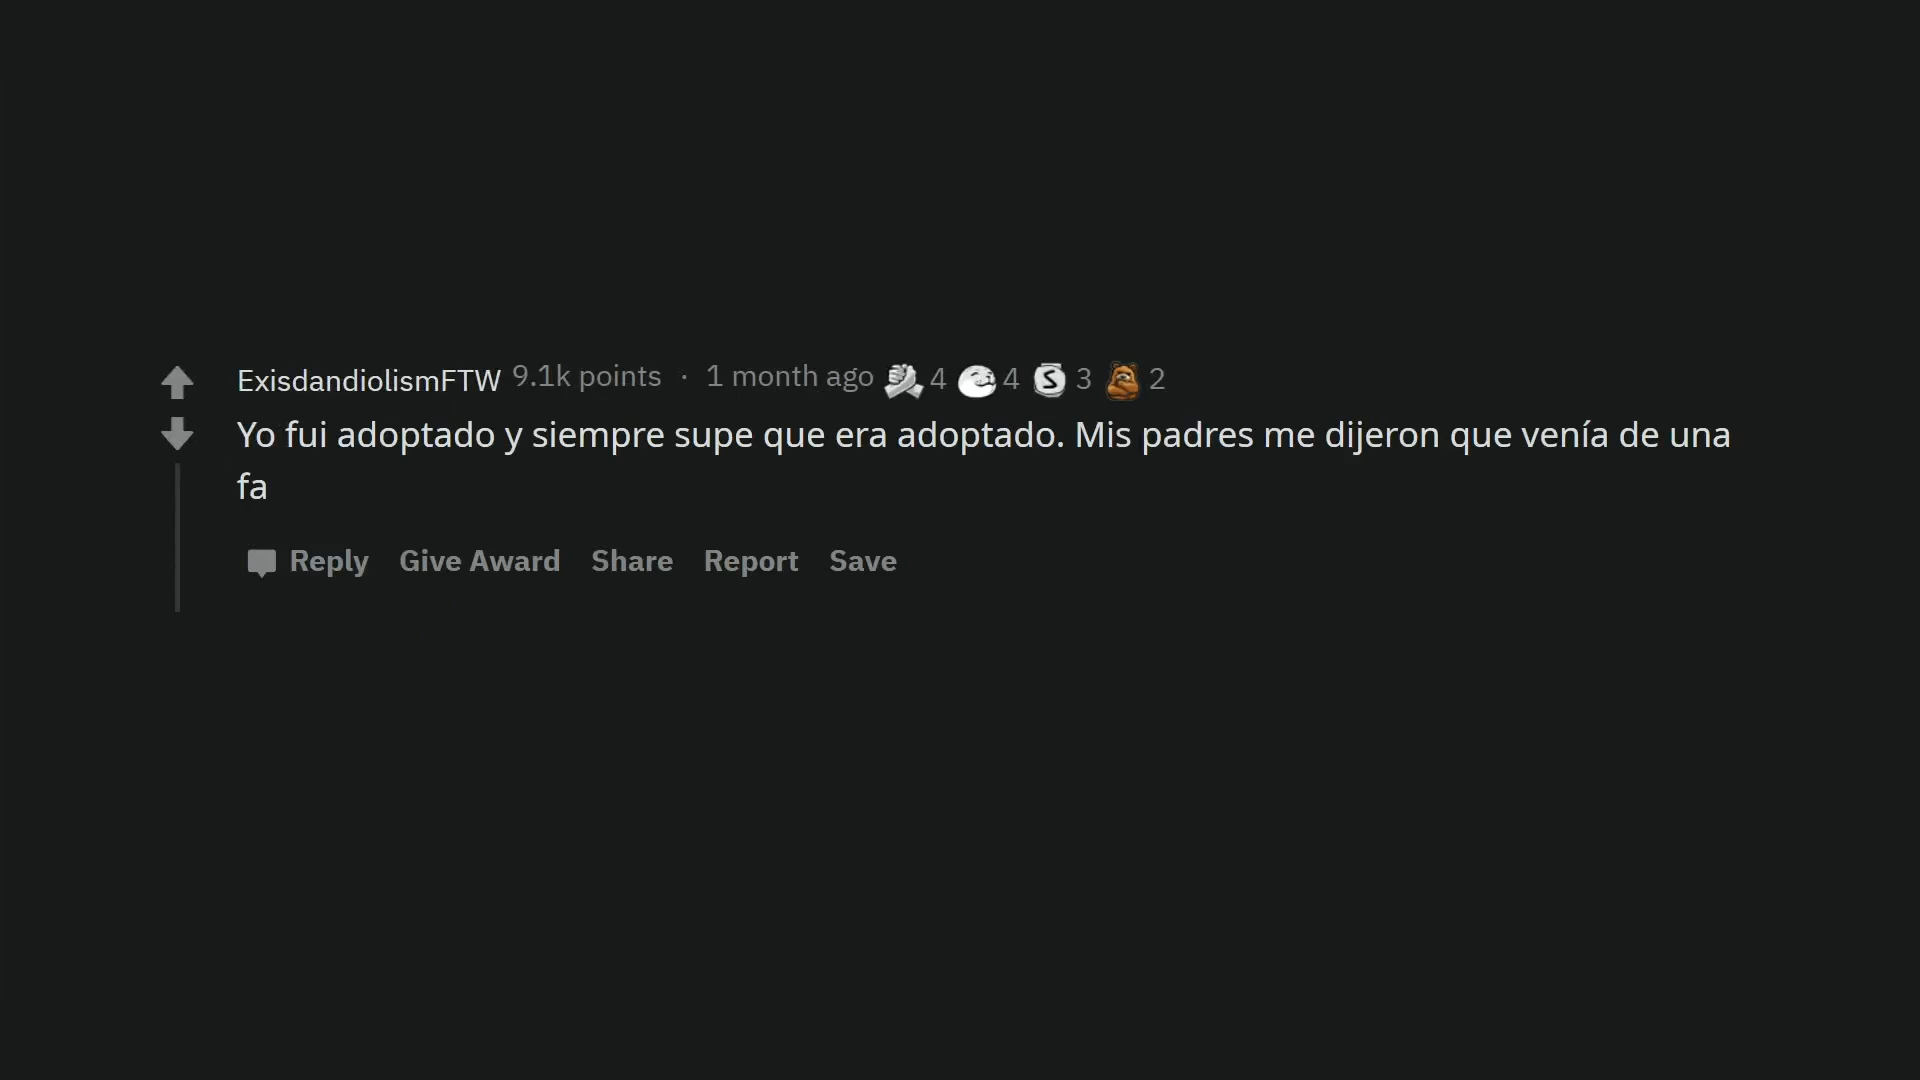 ExisdandiolismFTW 9.1k points · 1 month ago 4 4 S 3 2
Yo fui adoptado y siempre supe que era adoptado. Mis padres me dijeron que venía de una
fa
Reply Give Award Share Report Save